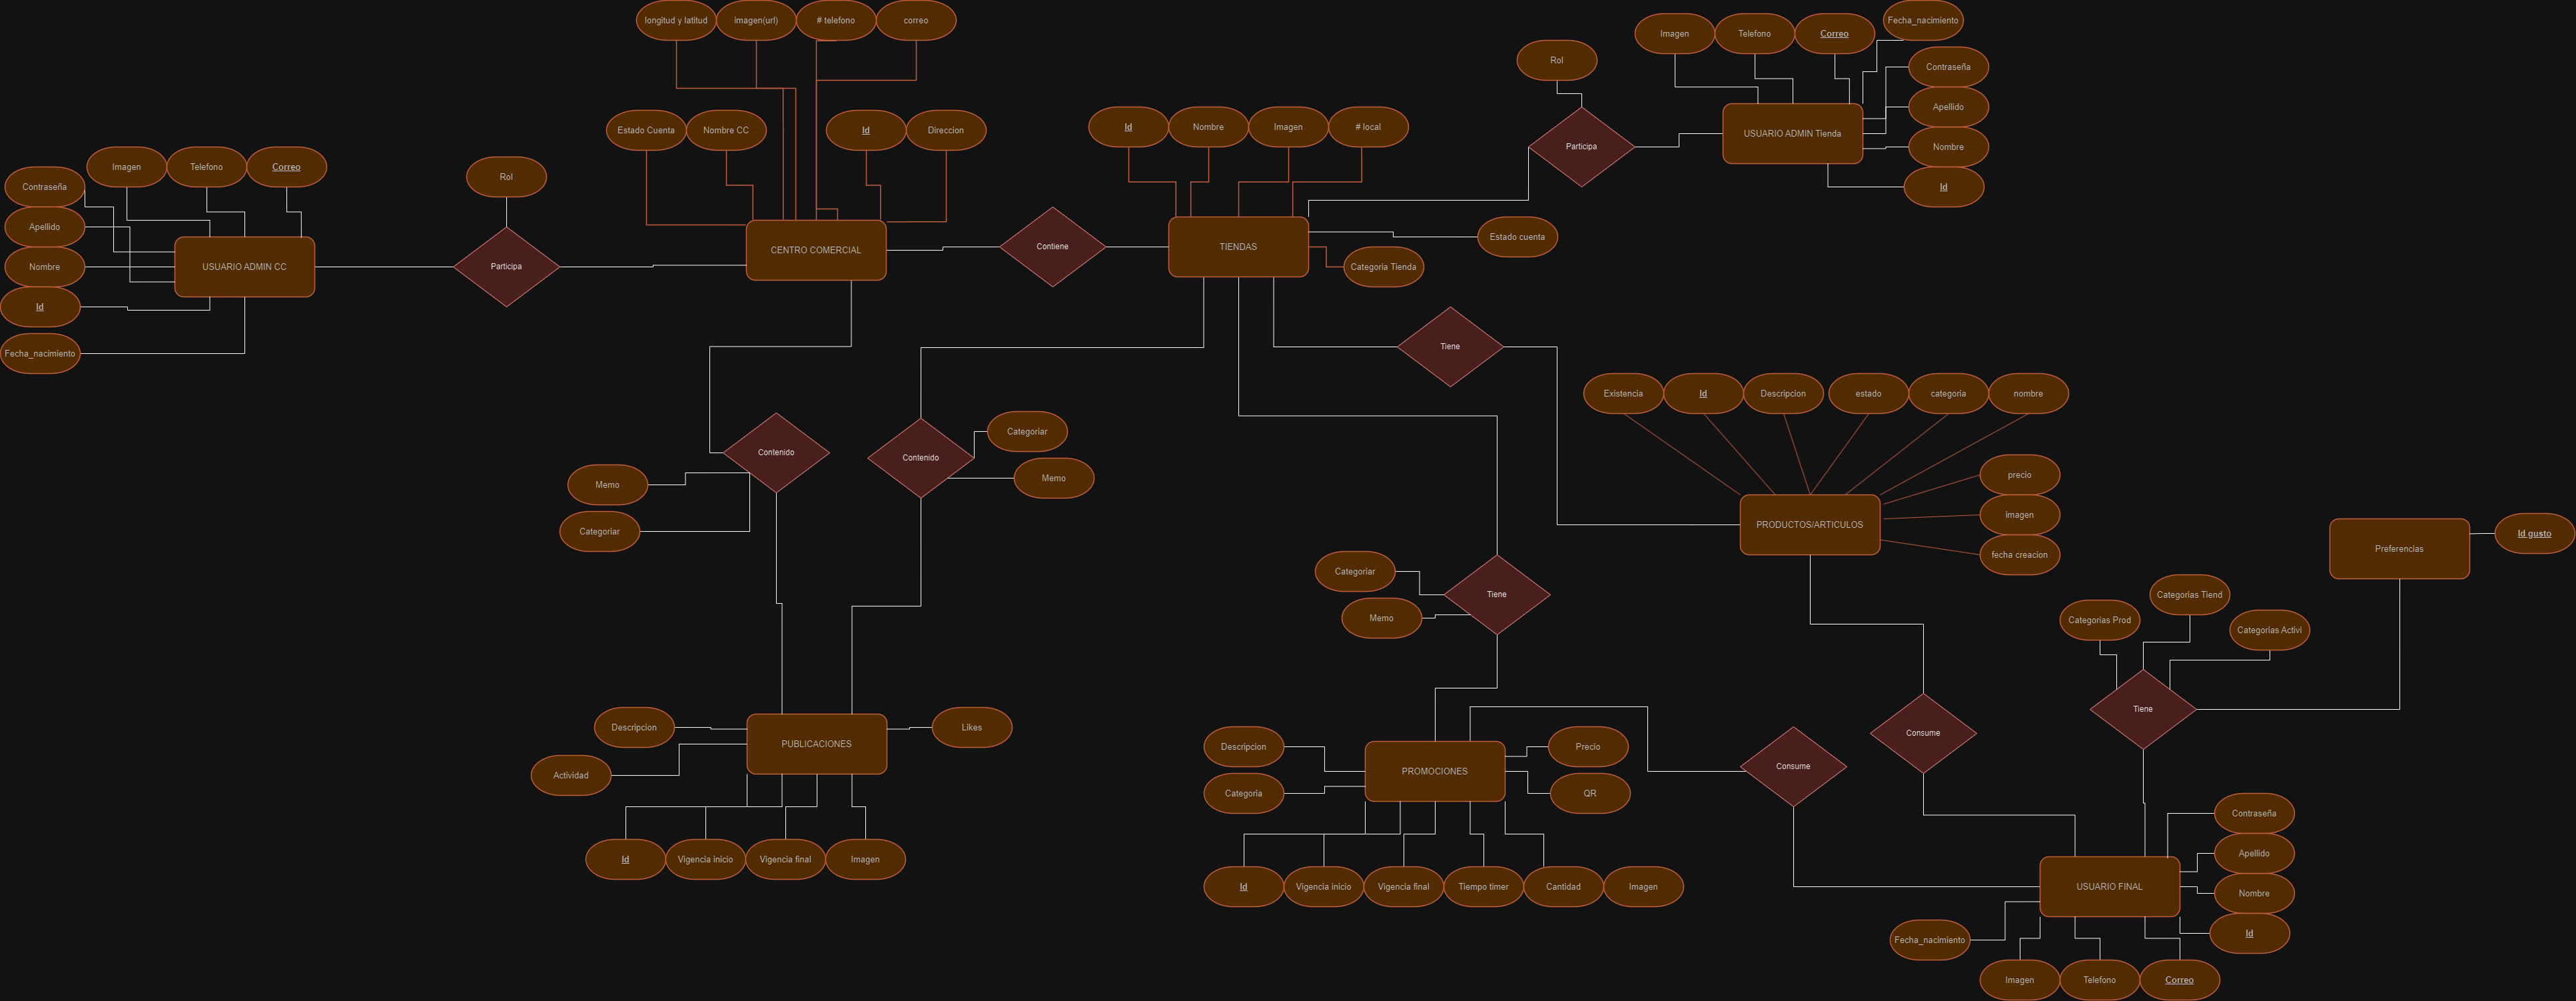 longitud y latitud
imagen(url)
# telefono
correo
Fecha_nacimiento
Imagen
Telefono
Correo
Rol
Contraseña
Apellido
Nombre
Id
USUARIO ADMIN Tienda
Participa
Estado Cuenta
Nombre CC
Id
Direccion
Id
Nombre
Imagen
# local
Imagen
Telefono
Correo
Contraseña
Apellido
Nombre
Id
Fecha_nacimiento
USUARIO ADMIN CC
Rol
Participa
CENTRO COMERCIAL
Contiene
TIENDAS
Estado cuenta
Categoria Tienda
Tiene
Existencia
Id
Descripcion
estado
categoria
nombre
precio
imagen
fecha creacion
PRODUCTOS/ARTICULOS
Contenido
Memo
Categoriar
Contenido
Categoriar
Memo
Preferencias
Id gusto
Categoriar
Memo
Tiene
Categorias Prod
Categorias Tiend
Categorias Activi
Tiene
Descripcion
Actividad
PUBLICACIONES
Likes
Id
Vigencia inicio
Vigencia final
Imagen
Descripcion
Categoria
PROMOCIONES
Precio
QR
Id
Vigencia inicio
Vigencia final
Tiempo timer
Cantidad
Imagen
Consume
Consume
Contraseña
Apellido
Nombre
Id
USUARIO FINAL
Fecha_nacimiento
Imagen
Telefono
Correo